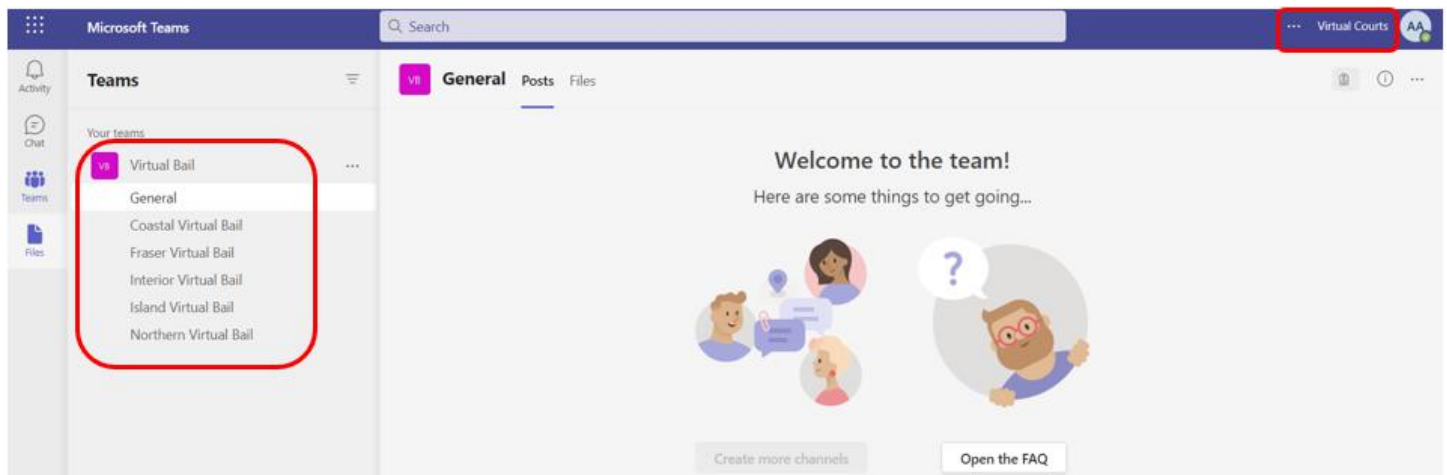 Microsoft Teams
Search
Virtual Courts
AA
Activity
Chat
Teams
Files
Teams
Your teams
VB Virtual Bail
General
Coastal Virtual Bail
Fraser Virtual Bail
Interior Virtual Bail
Island Virtual Bail
Northern Virtual Bail
VB General Posts Files
Welcome to the team!
Here are some things to get going...
?
Create more channels
Open the FAQ